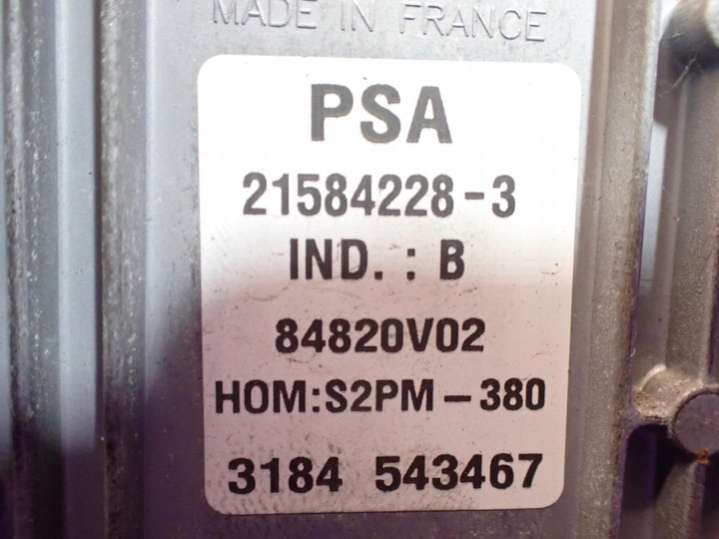 MADE IN FRANCE
PSA
21584228-3
IND. : B
84820V02
HOM:S2PM-380
3184 543467